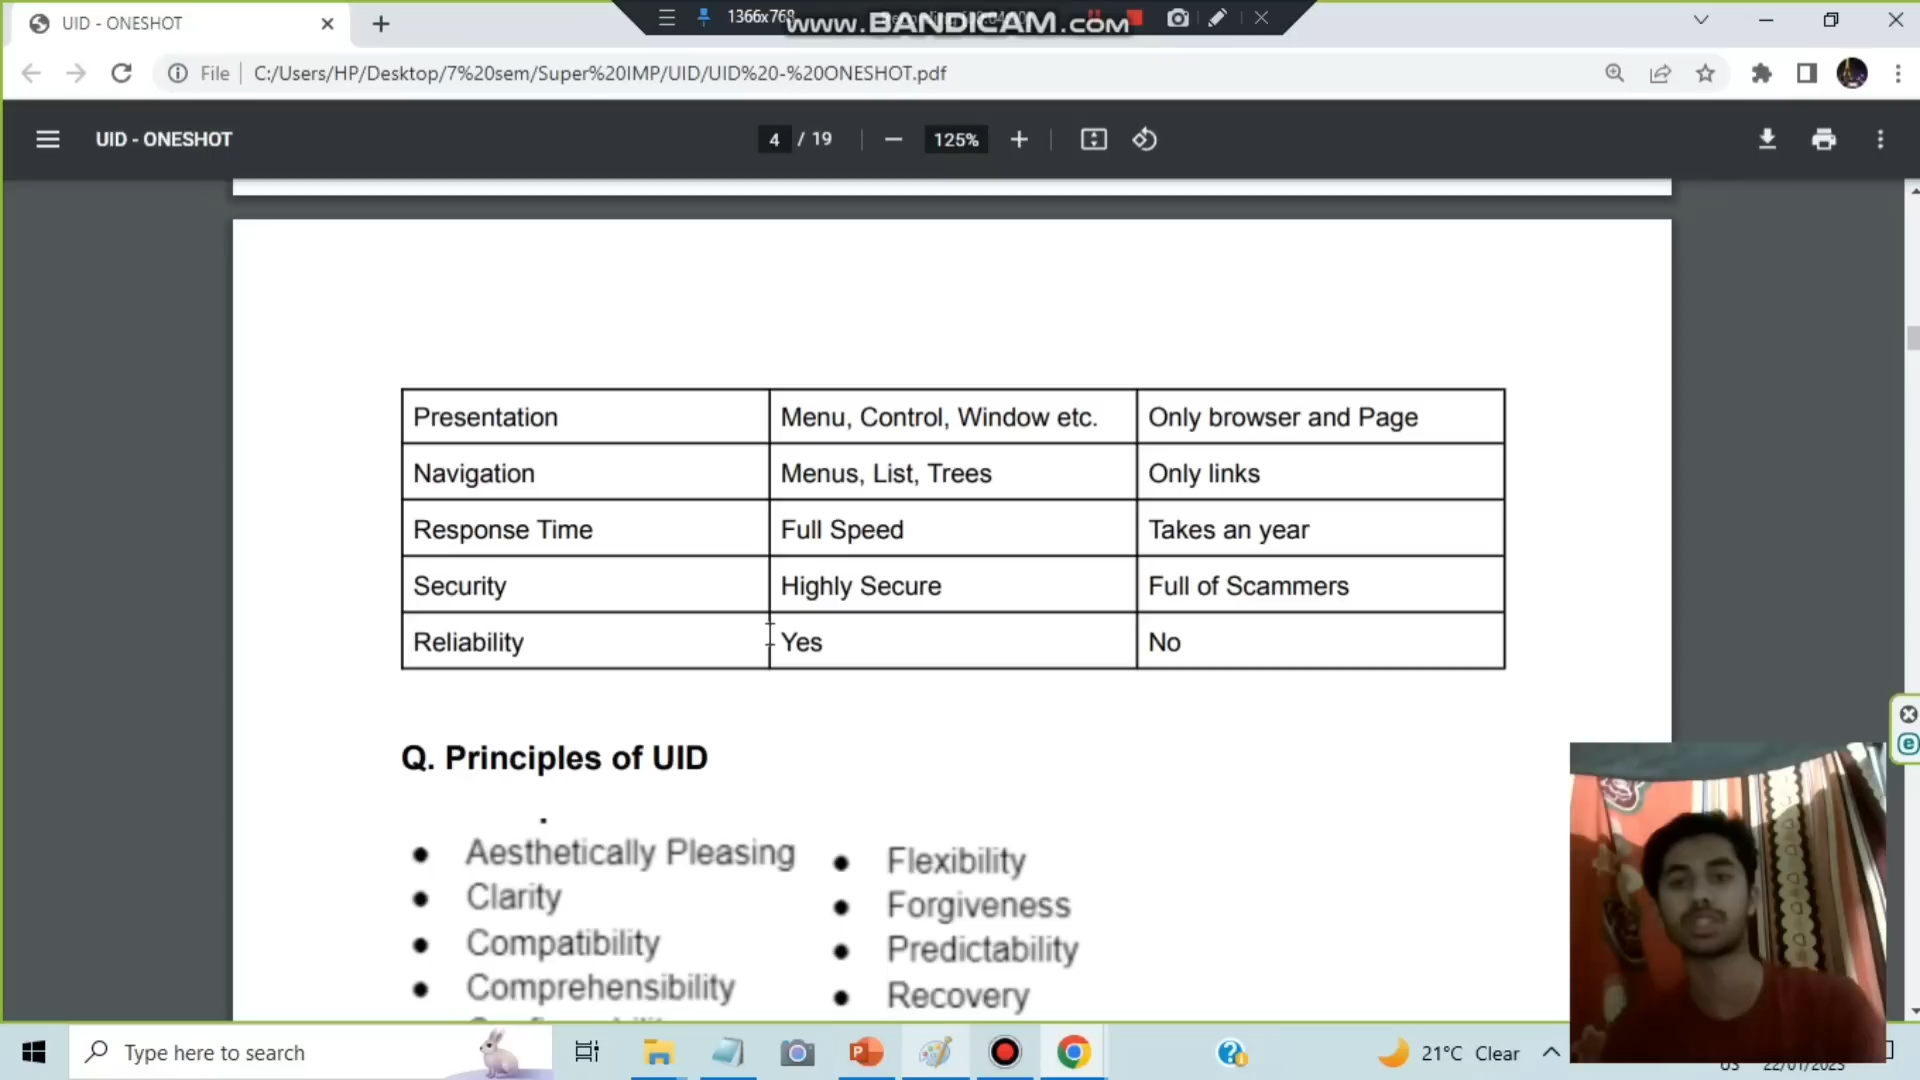 UID - ONESHOT
1366x768
www.BANDICAM.com
File
C:/Users/HP/Desktop/7%20sem/Super%20IMP/UID/UID%20-%20ONESHOT.pdf
UID - ONESHOT
4 / 19
125%
Presentation Menu, Control, Window etc. Only browser and Page
Navigation Menus, List, Trees Only links
Response Time Full Speed Takes an year
Security Highly Secure Full of Scammers
Reliability Yes No
Q. Principles of UID
Aesthetically Pleasing
Clarity
Compatibility
Comprehensibility
Flexibility
Forgiveness
Predictability
Recovery
Type here to search
21°C Clear